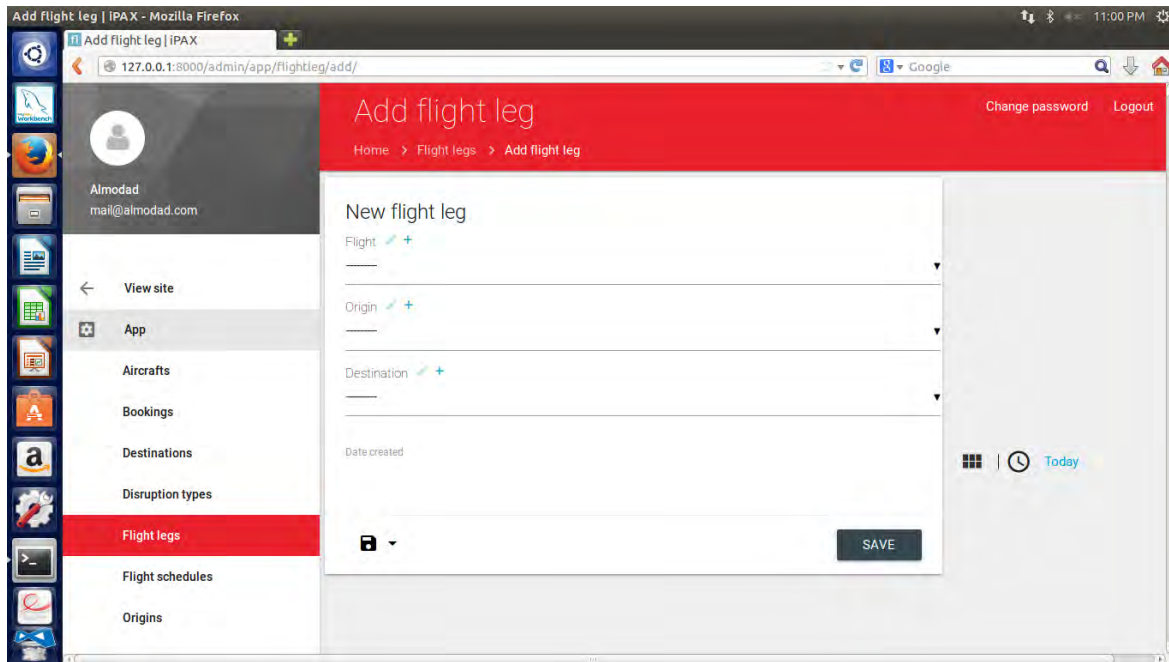 Add flight leg | iPAX - Mozilla Firefox
11:00 PM
Add flight leg | iPAX
127.0.0.1:8000/admin/app/flightleg/add/
Google
Almodad
mail@almodad.com
View site
App
Aircrafts
Bookings
Destinations
Disruption types
Flight legs
Flight schedules
Origins
Add flight leg
Change password Logout
Home > Flight legs > Add flight leg
New flight leg
Flight +
---------
Origin +
---------
Destination +
---------
Date created
| Today
SAVE